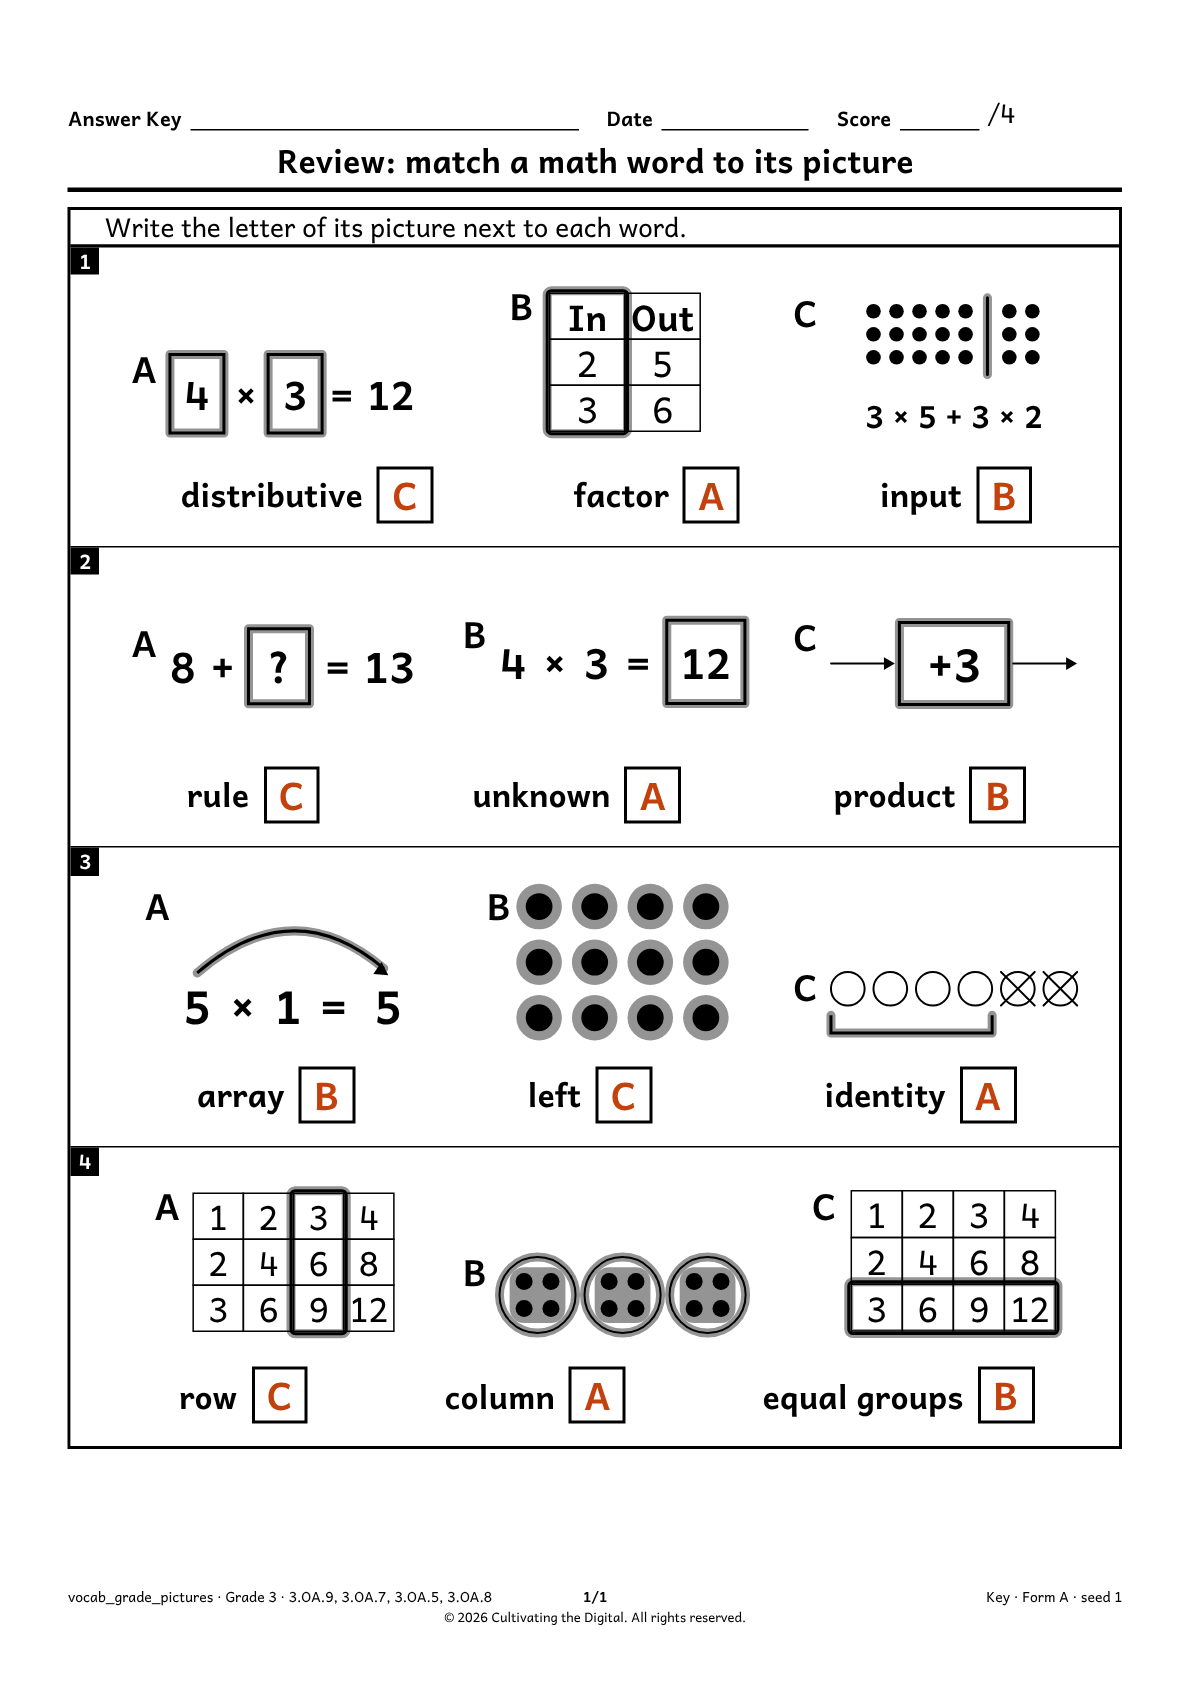 Answer Key Date Score /4
Review: match a math word to its picture
Write the letter of its picture next to each word.
1
A 4 × 3 = 12
B In Out
2 5
3 6
C
3 × 5 + 3 × 2
distributive C factor A input B
2
A 8 + ? = 13
B 4 × 3 = 12
C +3
rule C unknown A product B
3
A
5 × 1 = 5
B
C
array B left C identity A
4
A 1 2 3 4
2 4 6 8
3 6 9 12
B
C 1 2 3 4
2 4 6 8
3 6 9 12
row C column A equal groups B
vocab_grade_pictures · Grade 3 · 3.OA.9, 3.OA.7, 3.OA.5, 3.OA.8 1/1 Key · Form A · seed 1
© 2026 Cultivating the Digital. All rights reserved.